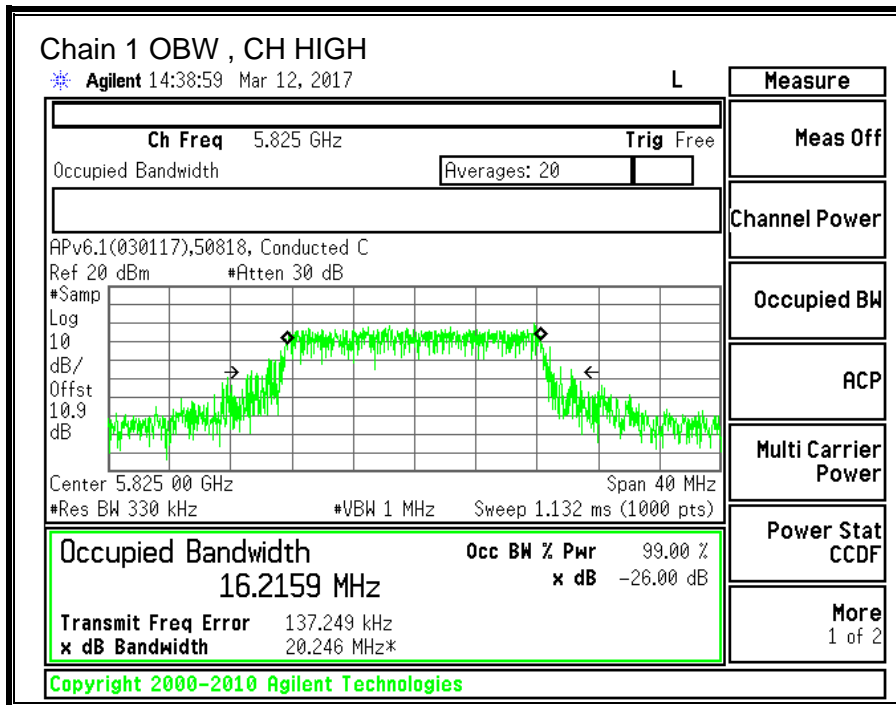 Chain 1 OBW , CH HIGH
Agilent 14:38:59 Mar 12, 2017 L
Measure
Ch Freq 5.825 GHz Trig Free
Occupied Bandwidth Averages: 20
APv6.1(030117),50818, Conducted C
Ref 20 dBm #Atten 30 dB
#Samp
Log
10
dB/
Offst
10.9
dB
Center 5.825 00 GHz Span 40 MHz
#Res BW 330 kHz #VBW 1 MHz Sweep 1.132 ms (1000 pts)
Occupied Bandwidth Occ BW % Pwr 99.00 %
16.2159 MHz x dB -26.00 dB
Transmit Freq Error 137.249 kHz
x dB Bandwidth 20.246 MHz*
Meas Off
Channel Power
Occupied BW
ACP
Multi Carrier
Power
Power Stat
CCDF
More
1 of 2
Copyright 2000-2010 Agilent Technologies